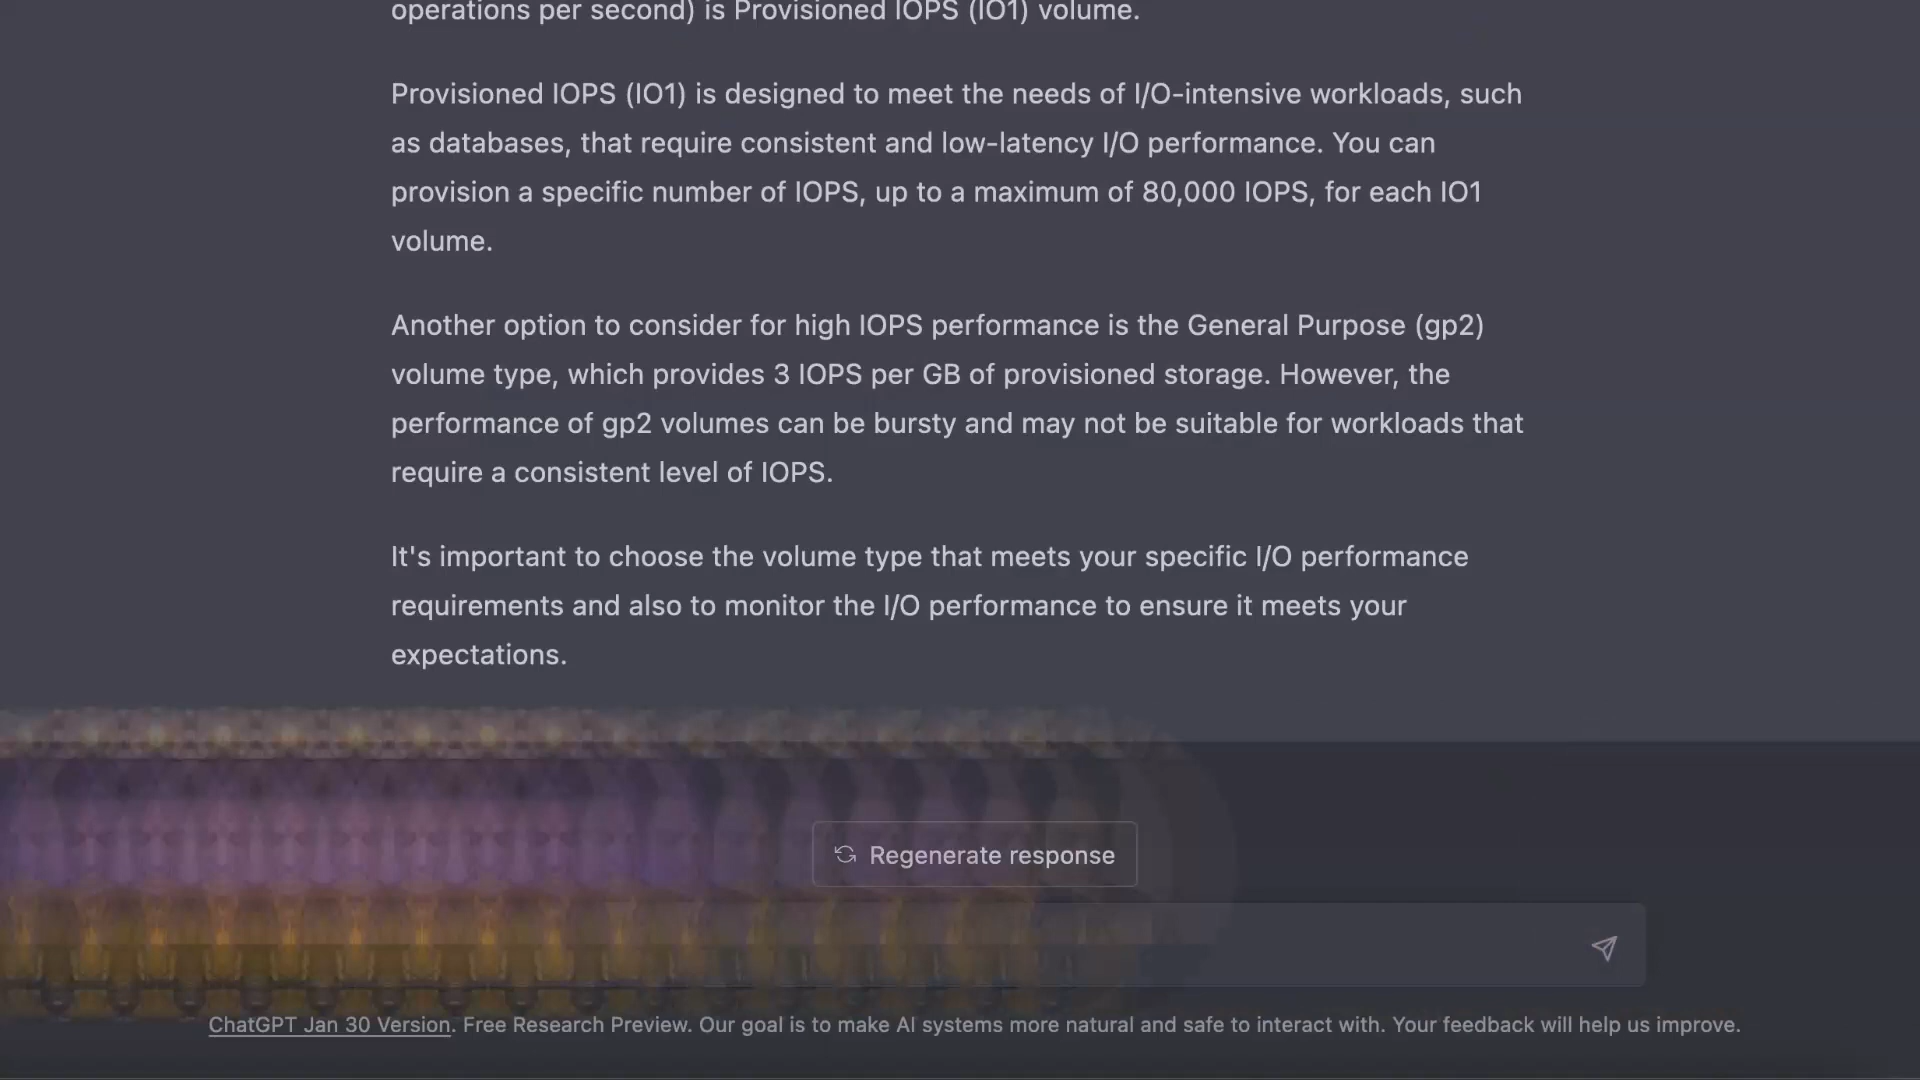 operations per second) is Provisioned IOPS (IO1) volume.
Provisioned IOPS (IO1) is designed to meet the needs of I/O-intensive workloads, such
as databases, that require consistent and low-latency I/O performance. You can
provision a specific number of IOPS, up to a maximum of 80,000 IOPS, for each IO1
volume.
Another option to consider for high IOPS performance is the General Purpose (gp2)
volume type, which provides 3 IOPS per GB of provisioned storage. However, the
performance of gp2 volumes can be bursty and may not be suitable for workloads that
require a consistent level of IOPS.
It's important to choose the volume type that meets your specific I/O performance
requirements and also to monitor the I/O performance to ensure it meets your
expectations.
Regenerate response
ChatGPT Jan 30 Version. Free Research Preview. Our goal is to make AI systems more natural and safe to interact with. Your feedback will help us improve.